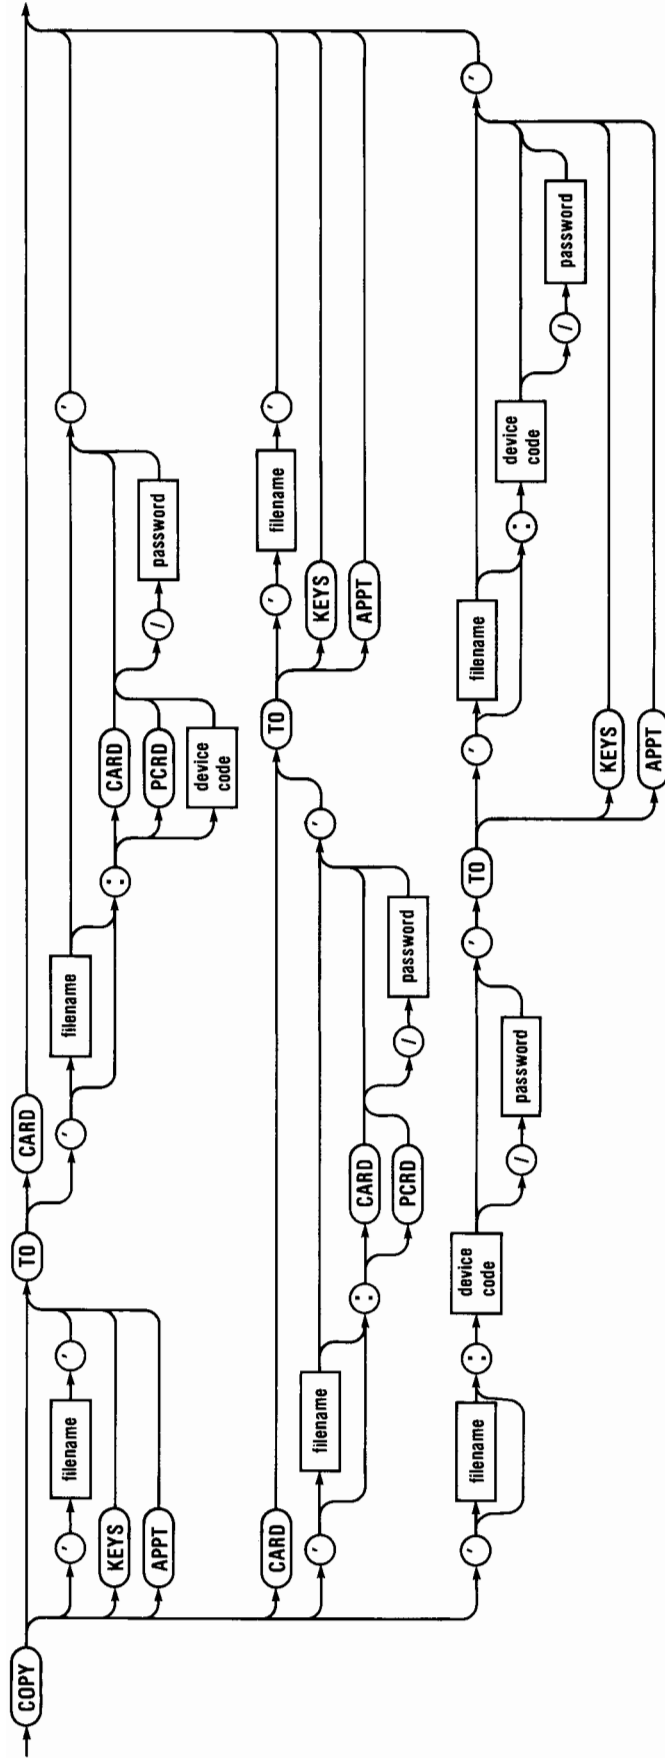 COPY TO CARD
' filename ' ' filename '
KEYS : CARD
APPT PCRD / password
device
code
CARD TO ' filename '
' filename ' KEYS
: CARD APPT
PCRD / password
' filename : device code ' TO ' filename '
/ password : device code
/ password
KEYS
APPT